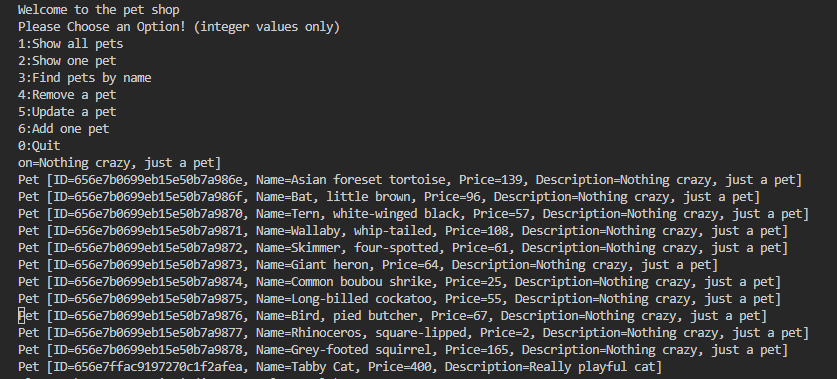 Welcome to the pet shop
Please Choose an Option! (integer values only)
1:Show all pets
2:Show one pet
3:Find pets by name
4:Remove a pet
5:Update a pet
6:Add one pet
0:Quit
on=Nothing crazy, just a pet]
Pet [ID=656e7b0699eb15e50b7a986e, Name=Asian foreset tortoise, Price=139, Description=Nothing crazy, just a pet]
Pet [ID=656e7b0699eb15e50b7a986f, Name=Bat, little brown, Price=96, Description=Nothing crazy, just a pet]
Pet [ID=656e7b0699eb15e50b7a9870, Name=Tern, white-winged black, Price=57, Description=Nothing crazy, just a pet]
Pet [ID=656e7b0699eb15e50b7a9871, Name=Wallaby, whip-tailed, Price=108, Description=Nothing crazy, just a pet]
Pet [ID=656e7b0699eb15e50b7a9872, Name=Skimmer, four-spotted, Price=61, Description=Nothing crazy, just a pet]
Pet [ID=656e7b0699eb15e50b7a9873, Name=Giant heron, Price=64, Description=Nothing crazy, just a pet]
Pet [ID=656e7b0699eb15e50b7a9874, Name=Common boubou shrike, Price=25, Description=Nothing crazy, just a pet]
Pet [ID=656e7b0699eb15e50b7a9875, Name=Long-billed cockatoo, Price=55, Description=Nothing crazy, just a pet]
Pet [ID=656e7b0699eb15e50b7a9876, Name=Bird, pied butcher, Price=67, Description=Nothing crazy, just a pet]
Pet [ID=656e7b0699eb15e50b7a9877, Name=Rhinoceros, square-lipped, Price=2, Description=Nothing crazy, just a pet]
Pet [ID=656e7b0699eb15e50b7a9878, Name=Grey-footed squirrel, Price=165, Description=Nothing crazy, just a pet]
Pet [ID=656e7ffac9197270c1f2afea, Name=Tabby Cat, Price=400, Description=Really playful cat]